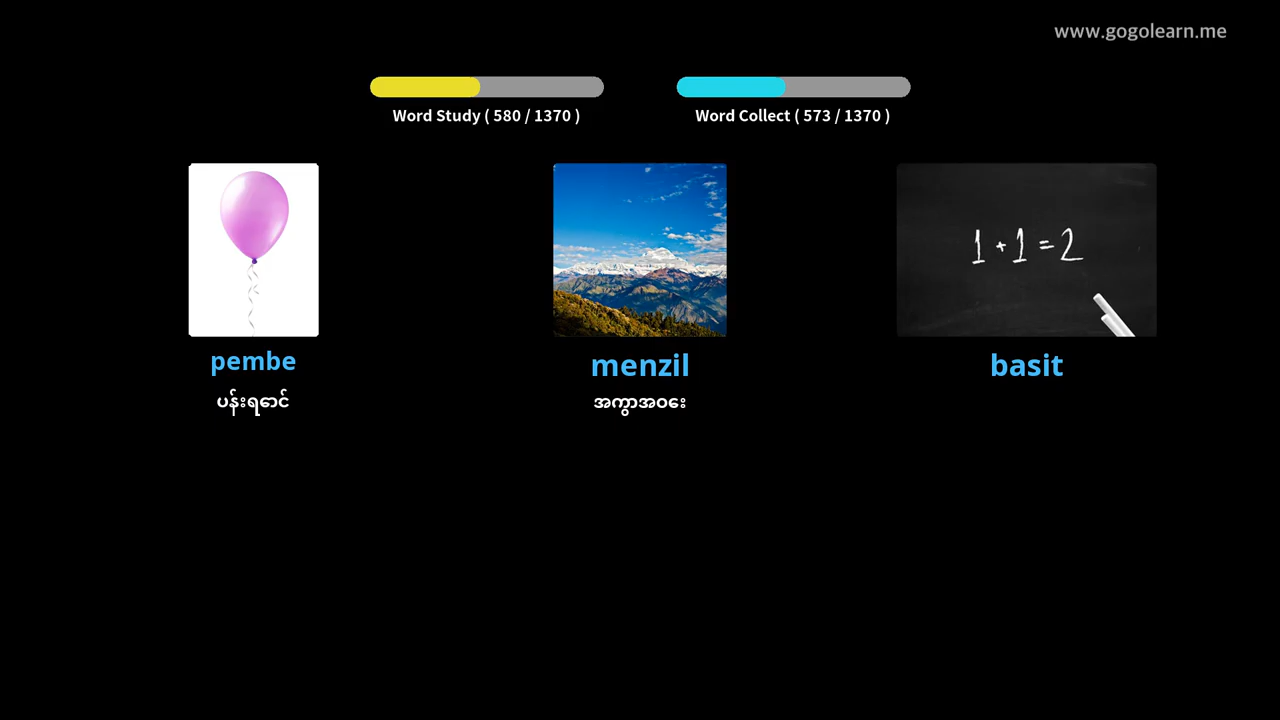 www.gogolearn.me
Word Study ( 580 / 1370 )
Word Collect ( 573 / 1370 )
1 + 1 = 2
pembe
menzil
basit
ပန်းရောင်
အကွာအဝေး